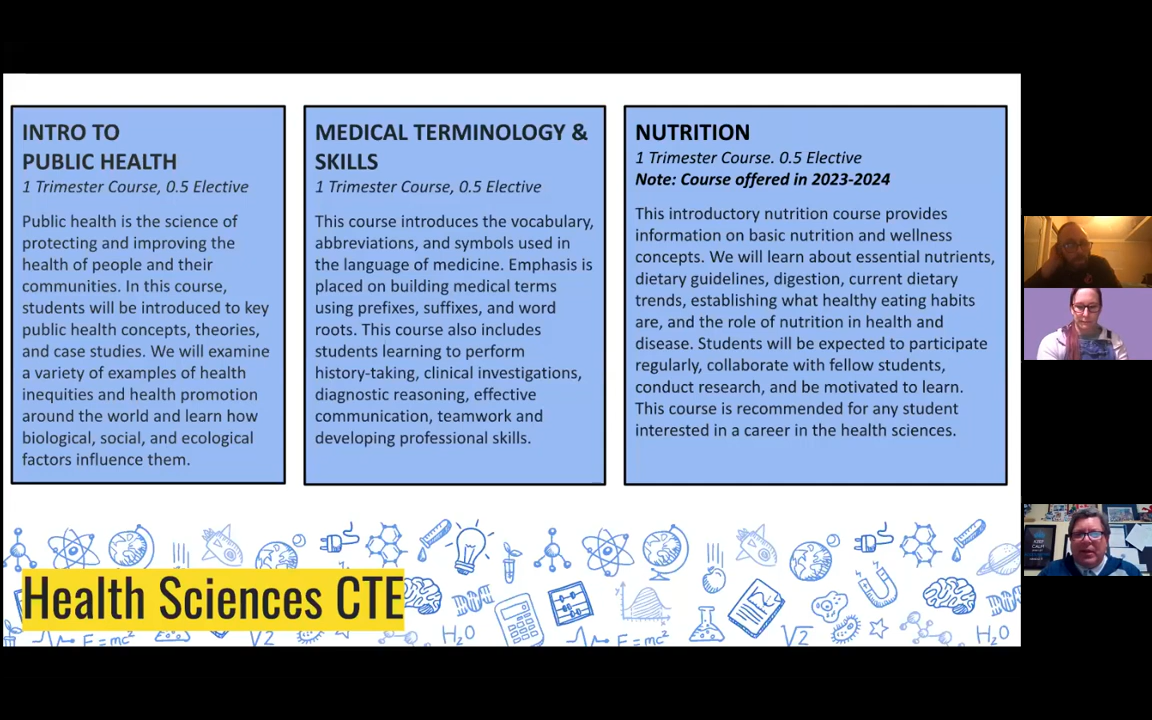 INTRO TO
PUBLIC HEALTH
1 Trimester Course, 0.5 Elective
Public health is the science of
protecting and improving the
health of people and their
communities. In this course,
students will be introduced to key
public health concepts, theories,
and case studies. We will examine
a variety of examples of health
inequities and health promotion
around the world and learn how
biological, social, and ecological
factors influence them.
MEDICAL TERMINOLOGY &
SKILLS
1 Trimester Course, 0.5 Elective
This course introduces the vocabulary,
abbreviations, and symbols used in
the language of medicine. Emphasis is
placed on building medical terms
using prefixes, suffixes, and word
roots. This course also includes
students learning to perform
history-taking, clinical investigations,
diagnostic reasoning, effective
communication, teamwork and
developing professional skills.
NUTRITION
1 Trimester Course. 0.5 Elective
Note: Course offered in 2023-2024
This introductory nutrition course provides
information on basic nutrition and wellness
concepts. We will learn about essential nutrients,
dietary guidelines, digestion, current dietary
trends, establishing what healthy eating habits
are, and the role of nutrition in health and
disease. Students will be expected to participate
regularly, collaborate with fellow students,
conduct research, and be motivated to learn.
This course is recommended for any student
interested in a career in the health sciences.
Health Sciences CTE
E=mc²
√2
H₂O
E=mc²
√2
H₂O
KEEP
CALM